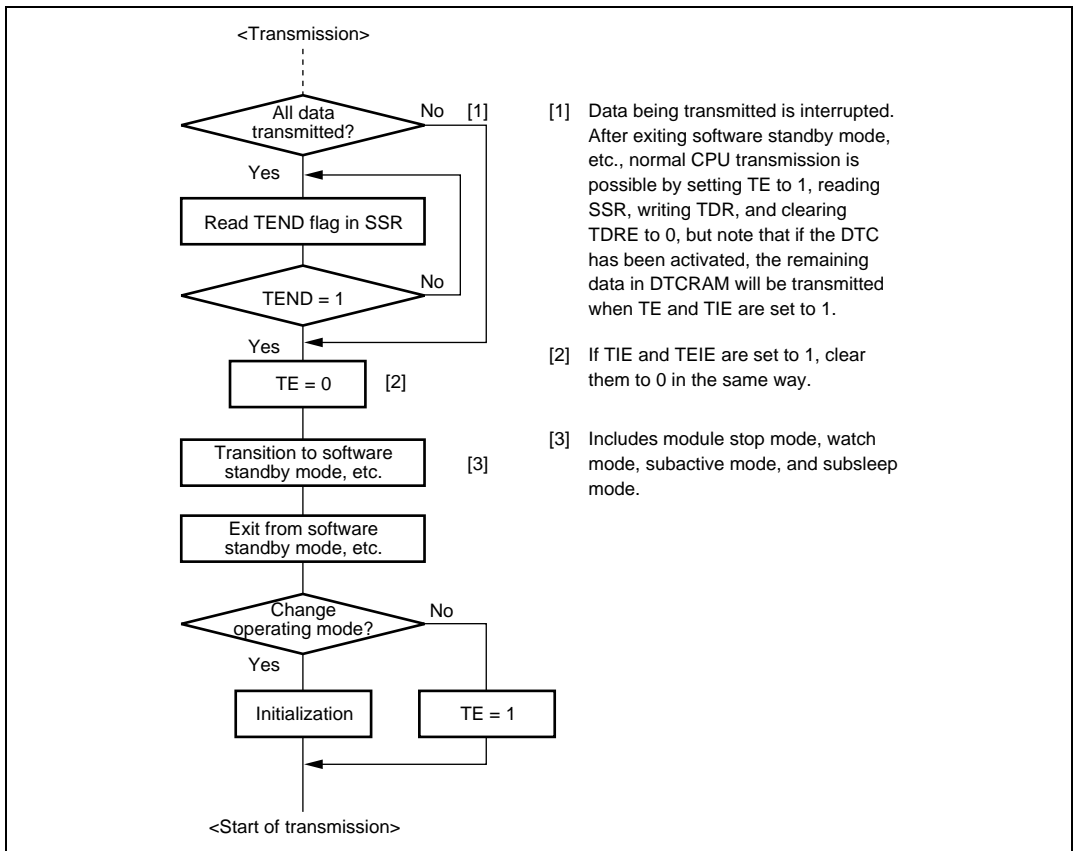 <Transmission>
All data
transmitted?
No [1]
Yes
Read TEND flag in SSR
TEND = 1
No
Yes
TE = 0 [2]
Transition to software
standby mode, etc.
[3]
Exit from software
standby mode, etc.
Change
operating mode?
No
Yes
Initialization
TE = 1
<Start of transmission>
[1] Data being transmitted is interrupted.
After exiting software standby mode,
etc., normal CPU transmission is
possible by setting TE to 1, reading
SSR, writing TDR, and clearing
TDRE to 0, but note that if the DTC
has been activated, the remaining
data in DTCRAM will be transmitted
when TE and TIE are set to 1.
[2] If TIE and TEIE are set to 1, clear
them to 0 in the same way.
[3] Includes module stop mode, watch
mode, subactive mode, and subsleep
mode.